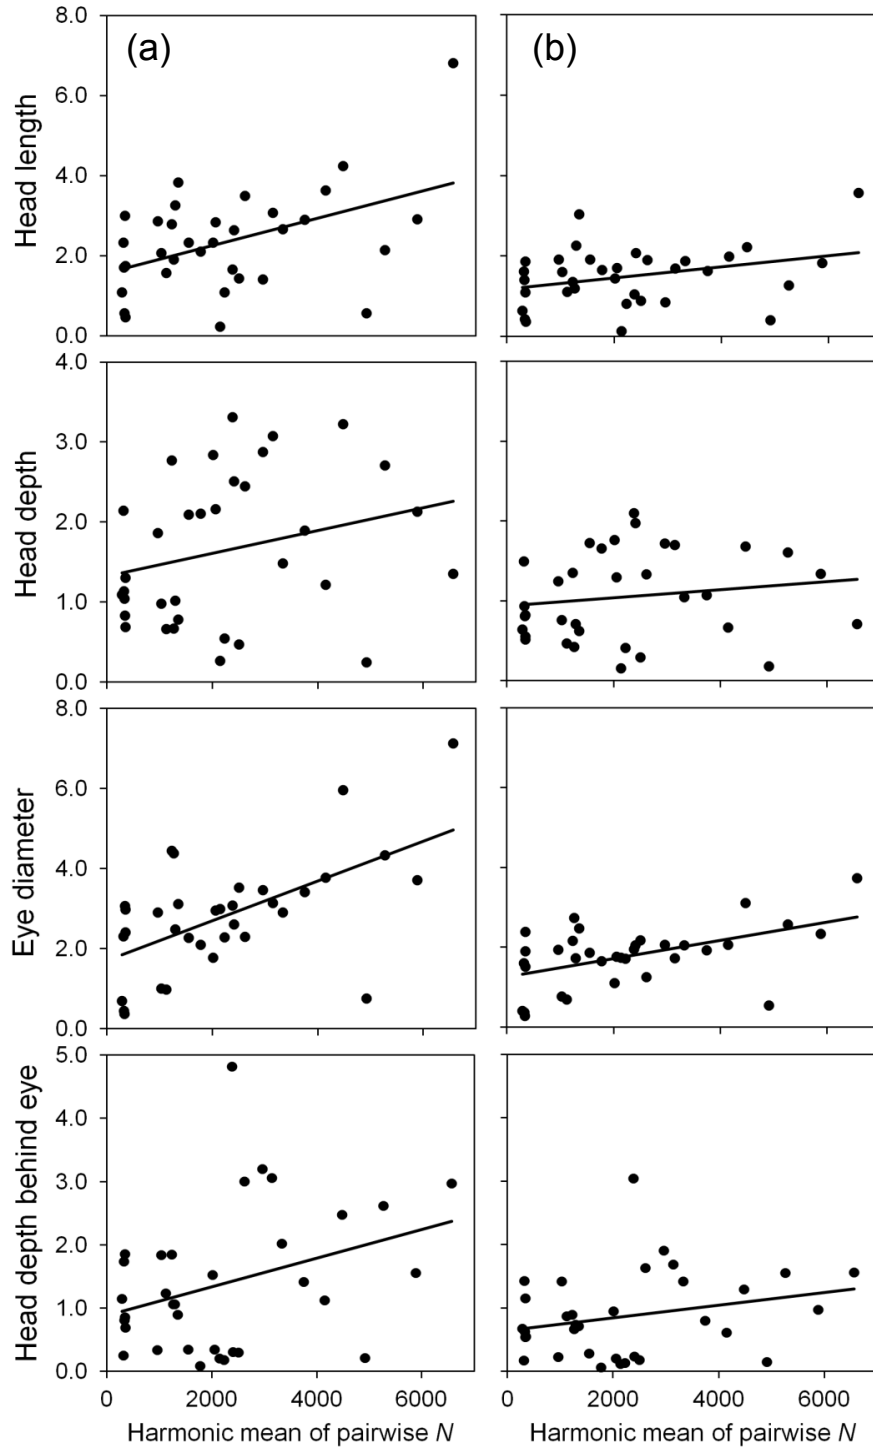 (a)
(b)
Head length
8.0
6.0
4.0
2.0
0.0
Head depth
4.0
3.0
2.0
1.0
0.0
Eye diameter
8.0
6.0
4.0
2.0
0.0
Head depth behind eye
5.0
4.0
3.0
2.0
1.0
0.0
0 2000 4000 6000
0 2000 4000 6000
Harmonic mean of pairwise N
Harmonic mean of pairwise N